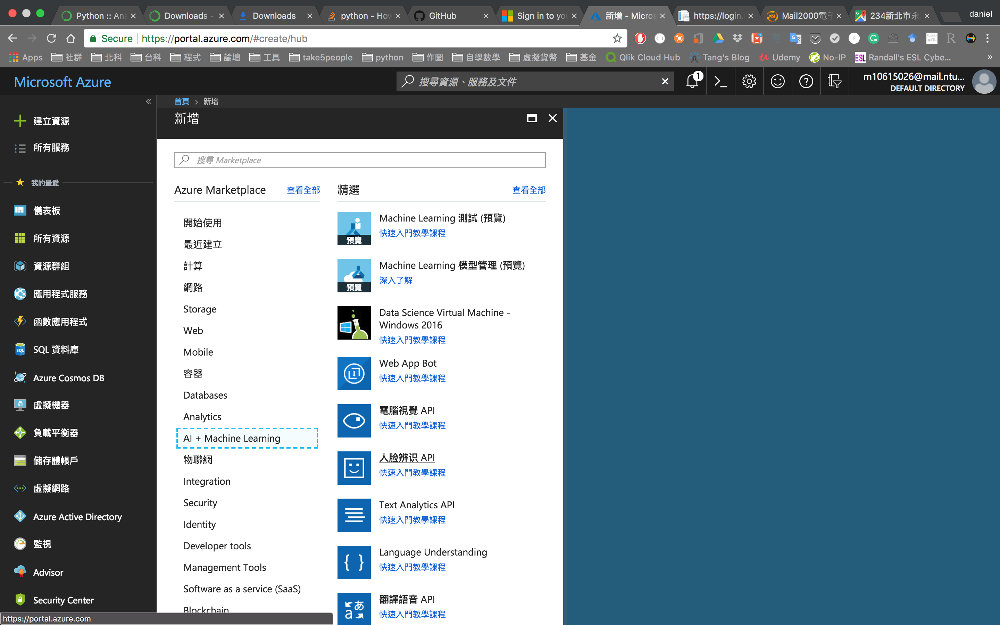 Python :: Ana
Downloads -
Downloads
python - How
GitHub
Sign in to yo
新增 - Micros
https://login.
Mail2000電子
234新北市永
daniel
Secure
https://portal.azure.com/#create/hub
Apps
社群
北科
台科
程式
論壇
工具
take5people
python
作圖
自學數學
虛擬貨幣
基金
Qlik Cloud Hub
Tang's Blog
Udemy
No-IP
ESL
Randall's ESL Cybe...
»
Microsoft Azure
搜尋資源、服務及文件
1
m10615026@mail.ntu...
DEFAULT DIRECTORY
首頁 > 新增
新增
建立資源
所有服務
我的最愛
儀表板
所有資源
資源群組
應用程式服務
函數應用程式
SQL 資料庫
Azure Cosmos DB
虛擬機器
負載平衡器
儲存體帳戶
虛擬網路
Azure Active Directory
監視
Advisor
Security Center
搜尋 Marketplace
Azure Marketplace
查看全部
開始使用
最近建立
計算
網路
Storage
Web
Mobile
容器
Databases
Analytics
AI + Machine Learning
物聯網
Integration
Security
Identity
Developer tools
Management Tools
Software as a service (SaaS)
Blockchain
精選
查看全部
預覽
Machine Learning 測試 (預覽)
快速入門教學課程
預覽
Machine Learning 模型管理 (預覽)
深入了解
Data Science Virtual Machine -
Windows 2016
快速入門教學課程
Web App Bot
快速入門教學課程
電腦視覺 API
快速入門教學課程
人脸辨识 API
快速入門教學課程
Text Analytics API
快速入門教學課程
Language Understanding
快速入門教學課程
翻譯語音 API
快速入門教學課程
https://portal.azure.com